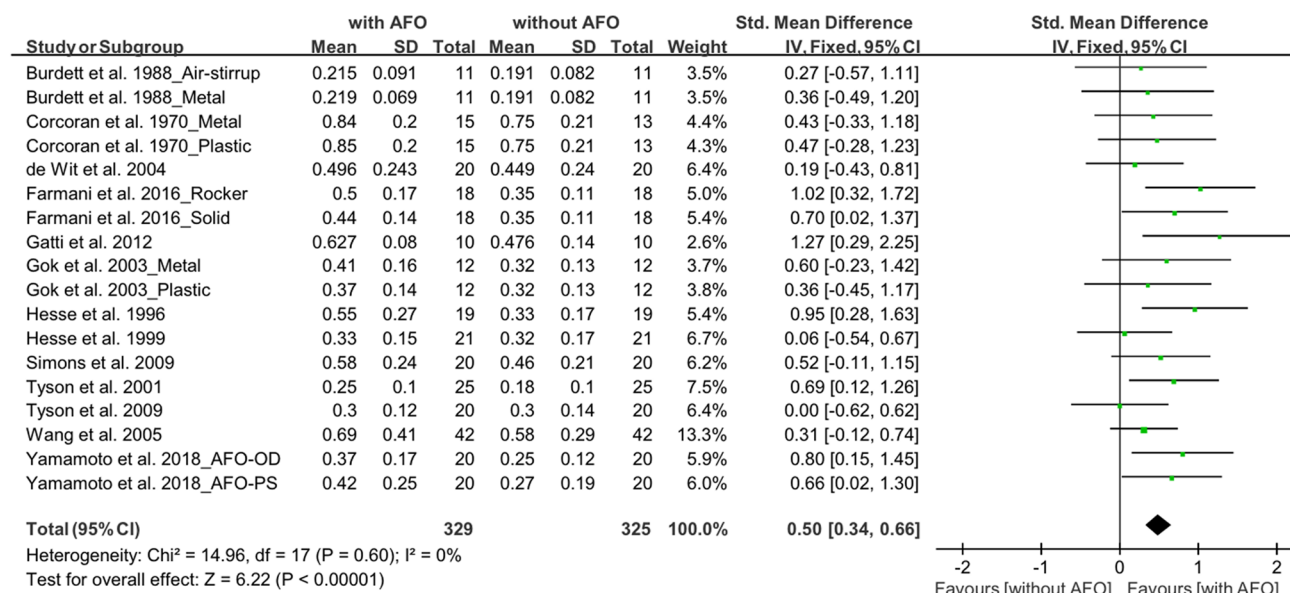 with AFO without AFO Std. Mean Difference Std. Mean Difference
Study or Subgroup Mean SD Total Mean SD Total Weight IV, Fixed, 95% CI IV, Fixed, 95% CI
Burdett et al. 1988_Air-stirrup 0.215 0.091 11 0.191 0.082 11 3.5% 0.27 [-0.57, 1.11]
Burdett et al. 1988_Metal 0.219 0.069 11 0.191 0.082 11 3.5% 0.36 [-0.49, 1.20]
Corcoran et al. 1970_Metal 0.84 0.2 15 0.75 0.21 13 4.4% 0.43 [-0.33, 1.18]
Corcoran et al. 1970_Plastic 0.85 0.2 15 0.75 0.21 13 4.3% 0.47 [-0.28, 1.23]
de Wit et al. 2004 0.496 0.243 20 0.449 0.24 20 6.4% 0.19 [-0.43, 0.81]
Farmani et al. 2016_Rocker 0.5 0.17 18 0.35 0.11 18 5.0% 1.02 [0.32, 1.72]
Farmani et al. 2016_Solid 0.44 0.14 18 0.35 0.11 18 5.4% 0.70 [0.02, 1.37]
Gatti et al. 2012 0.627 0.08 10 0.476 0.14 10 2.6% 1.27 [0.29, 2.25]
Gok et al. 2003_Metal 0.41 0.16 12 0.32 0.13 12 3.7% 0.60 [-0.23, 1.42]
Gok et al. 2003_Plastic 0.37 0.14 12 0.32 0.13 12 3.8% 0.36 [-0.45, 1.17]
Hesse et al. 1996 0.55 0.27 19 0.33 0.17 19 5.4% 0.95 [0.28, 1.63]
Hesse et al. 1999 0.33 0.15 21 0.32 0.17 21 6.7% 0.06 [-0.54, 0.67]
Simons et al. 2009 0.58 0.24 20 0.46 0.21 20 6.2% 0.52 [-0.11, 1.15]
Tyson et al. 2001 0.25 0.1 25 0.18 0.1 25 7.5% 0.69 [0.12, 1.26]
Tyson et al. 2009 0.3 0.12 20 0.3 0.14 20 6.4% 0.00 [-0.62, 0.62]
Wang et al. 2005 0.69 0.41 42 0.58 0.29 42 13.3% 0.31 [-0.12, 0.74]
Yamamoto et al. 2018_AFO-OD 0.37 0.17 20 0.25 0.12 20 5.9% 0.80 [0.15, 1.45]
Yamamoto et al. 2018_AFO-PS 0.42 0.25 20 0.27 0.19 20 6.0% 0.66 [0.02, 1.30]
Total (95% CI) 329 325 100.0% 0.50 [0.34, 0.66]
Heterogeneity: Chi² = 14.96, df = 17 (P = 0.60); I² = 0%
Test for overall effect: Z = 6.22 (P < 0.00001)
-2 -1 0 1 2
Favours [without AFO] Favours [with AFO]